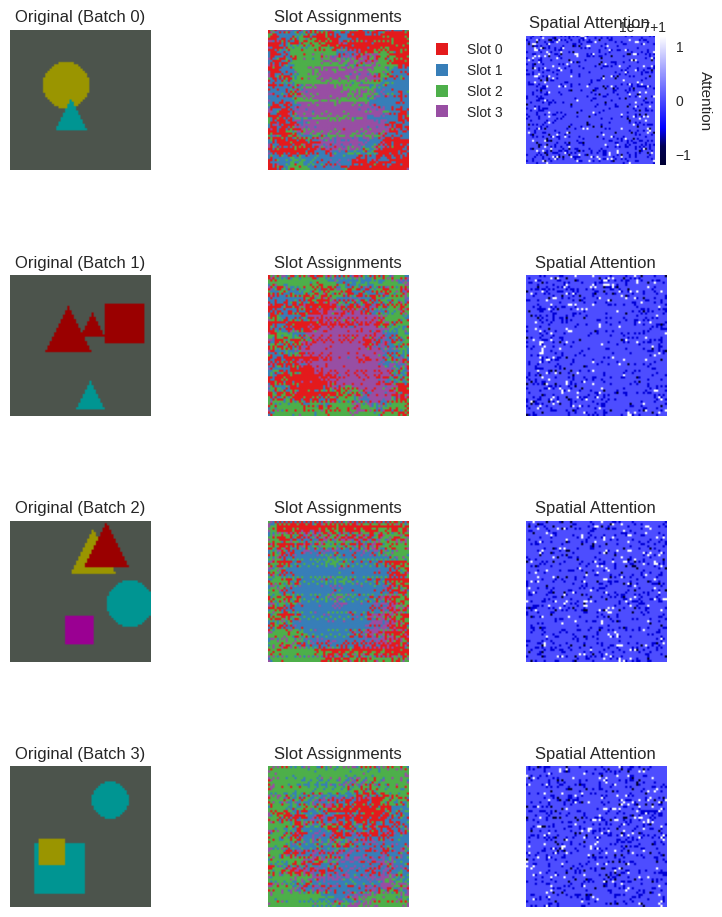 Original (Batch 0)
Slot Assignments
Slot 0
Slot 1
Slot 2
Slot 3
Spatial Attention
1e−7+1
1
0
−1
Attention
Original (Batch 1)
Slot Assignments
Spatial Attention
Original (Batch 2)
Slot Assignments
Spatial Attention
Original (Batch 3)
Slot Assignments
Spatial Attention